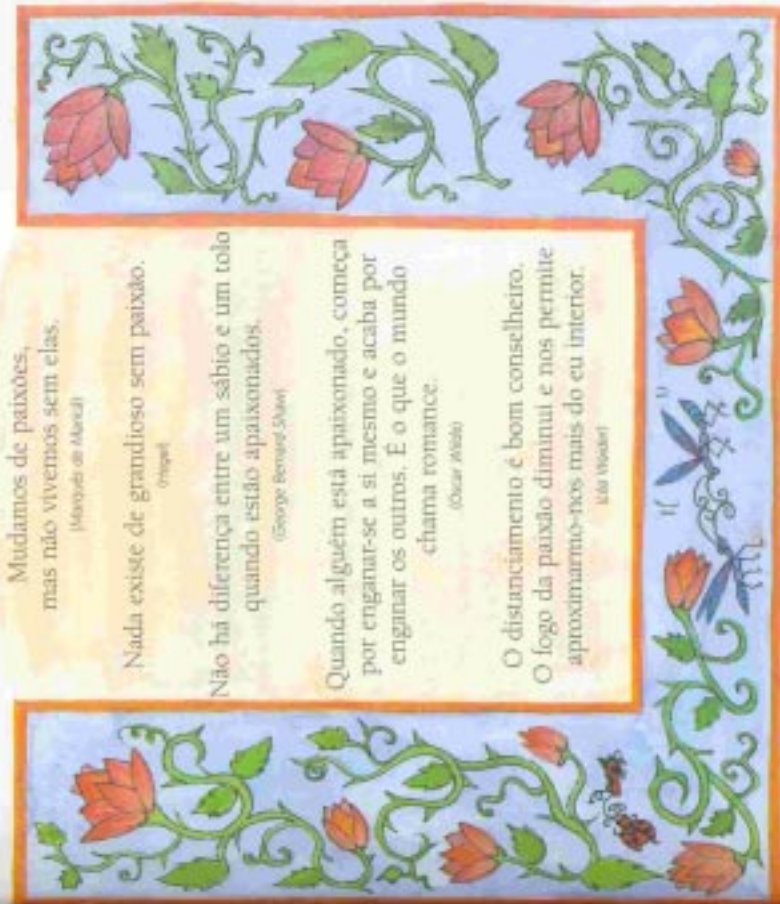 Mudamos de paixões,
mas não vivemos sem elas.
(Marquês de Maricá)
Nada existe de grandioso sem paixão.
(Hegel)
Não há diferença entre um sábio e um tolo
quando estão apaixonados.
(George Bernard Shaw)
Quando alguém está apaixonado, começa
por enganar-se a si mesmo e acaba por
enganar os outros. É o que o mundo
chama romance.
(Oscar Wilde)
O distanciamento é bom conselheiro.
O fogo da paixão diminui e nos permite
aproximarmo-nos mais do eu interior.